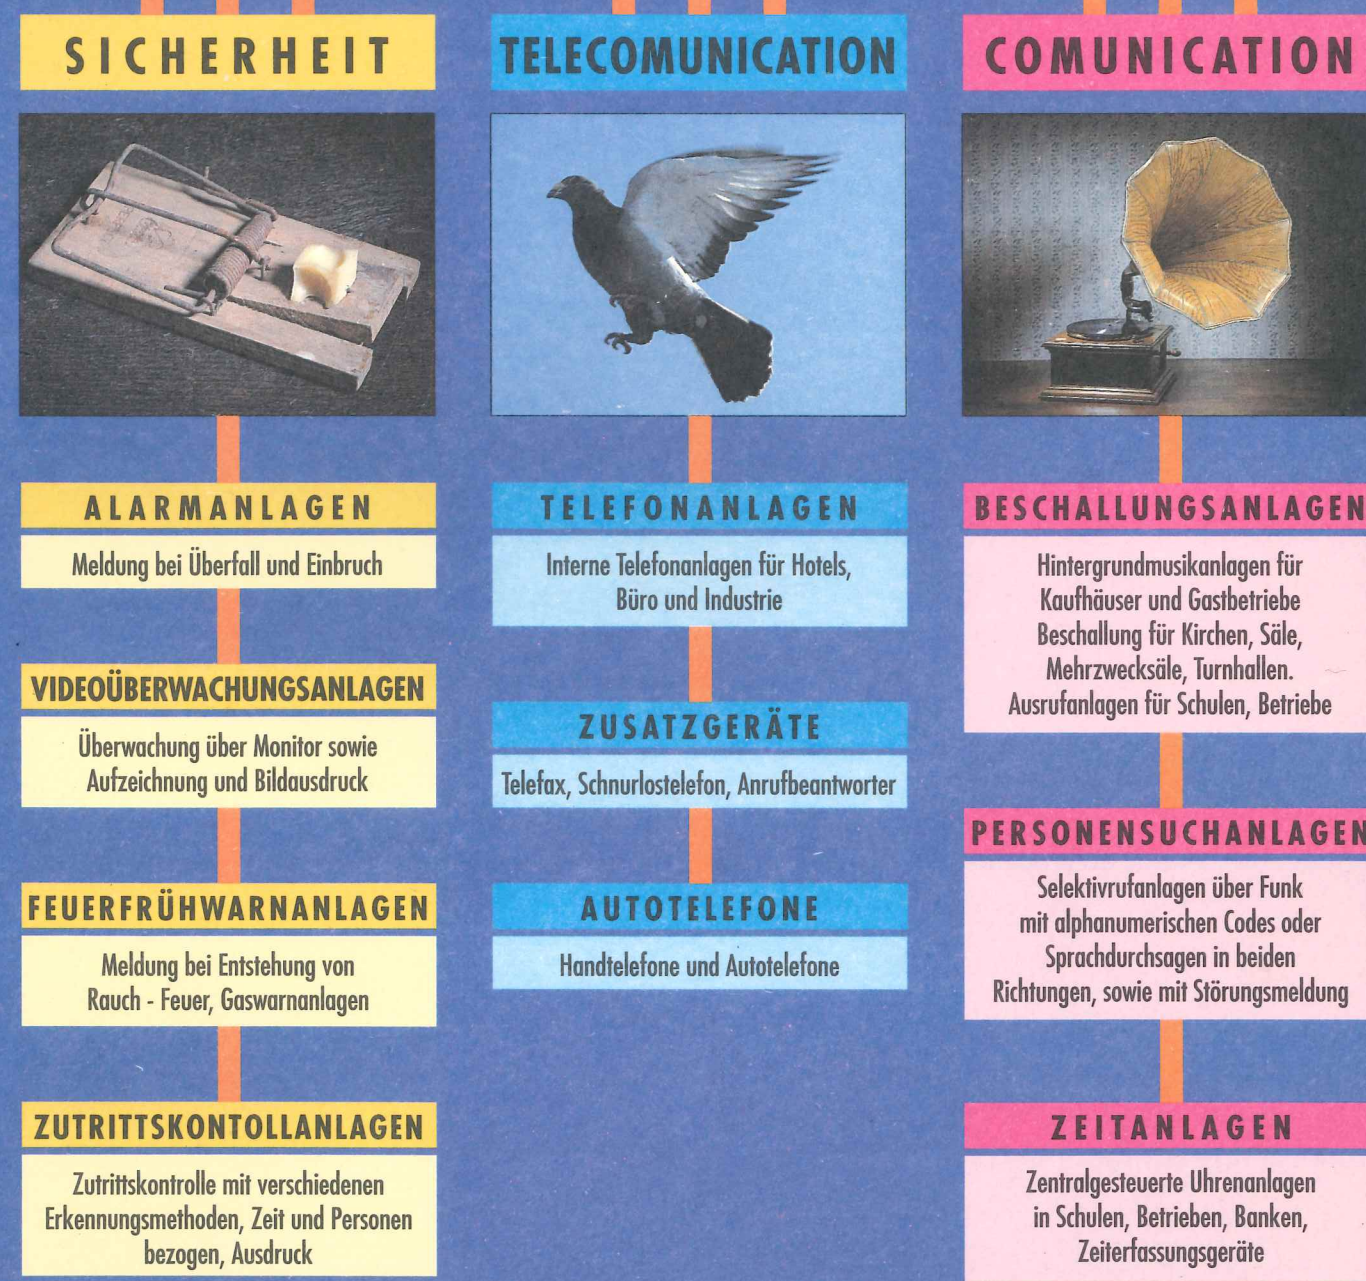 SICHERHEIT
ALARMANLAGEN
Meldung bei Überfall und Einbruch
VIDEOÜBERWACHUNGSANLAGEN
Überwachung über Monitor sowie
Aufzeichnung und Bildausdruck
FEUERFRÜHWARNANLAGEN
Meldung bei Entstehung von
Rauch - Feuer, Gaswarnanlagen
ZUTRITTSKONTOLLANLAGEN
Zutrittskontrolle mit verschiedenen
Erkennungsmethoden, Zeit und Personen
bezogen, Ausdruck
TELECOMUNICATION
TELEFONANLAGEN
Interne Telefonanlagen für Hotels,
Büro und Industrie
ZUSATZGERÄTE
Telefax, Schnurlostelefon, Anrufbeantworter
AUTOTELEFONE
Handtelefone und Autotelefone
COMUNICATION
BESCHALLUNGSANLAGEN
Hintergrundmusikanlagen für
Kaufhäuser und Gastbetriebe
Beschallung für Kirchen, Säle,
Mehrzwecksäle, Turnhallen.
Ausrufanlagen für Schulen, Betriebe
PERSONENSUCHANLAGEN
Selektivrufanlagen über Funk
mit alphanumerischen Codes oder
Sprachdurchsagen in beiden
Richtungen, sowie mit Störungsmeldung
ZEITANLAGEN
Zentralgesteuerte Uhrenanlagen
in Schulen, Betrieben, Banken,
Zeiterfassungsgeräte